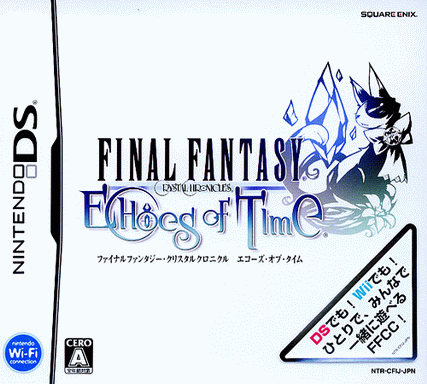 SQUARE ENIX.
NINTENDO DS
FINAL FANTASY
CRYSTAL CHRONICLES
Echoes of Time
ファイナルファンタジー・クリスタルクロニクル エコーズ・オブ・タイム
DSでも！Wiiでも！
ひとりで、みんなで
一緒に遊べる
FFCC！
nintendo
Wi-Fi
connection
CERO
A
NTR-CFIJ-JPN